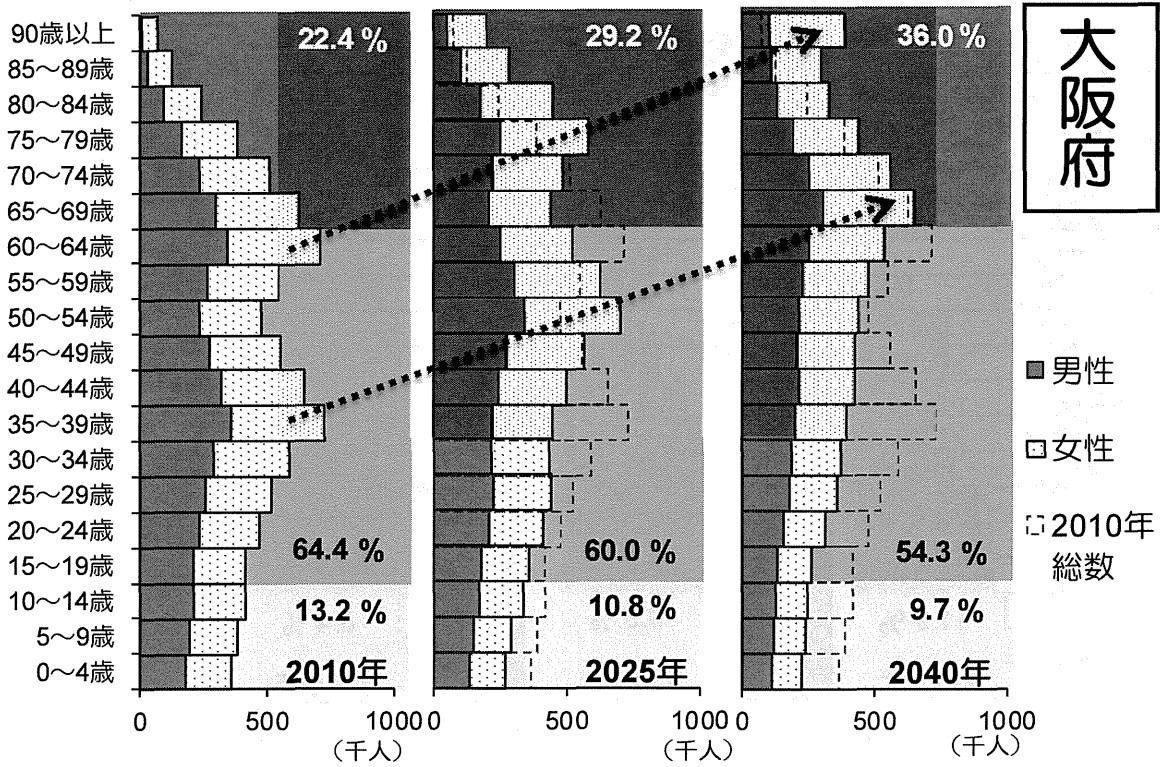 大阪府
90歳以上
85～89歳
80～84歳
75～79歳
70～74歳
65～69歳
60～64歳
55～59歳
50～54歳
45～49歳
40～44歳
35～39歳
30～34歳
25～29歳
20～24歳
15～19歳
10～14歳
5～9歳
0～4歳
22.4 %
64.4 %
13.2 %
2010年
0 500 1000
（千人）
29.2 %
60.0 %
10.8 %
2025年
0 500 1000
（千人）
36.0 %
54.3 %
9.7 %
2040年
0 500 1000
（千人）
男性
女性
2010年
総数